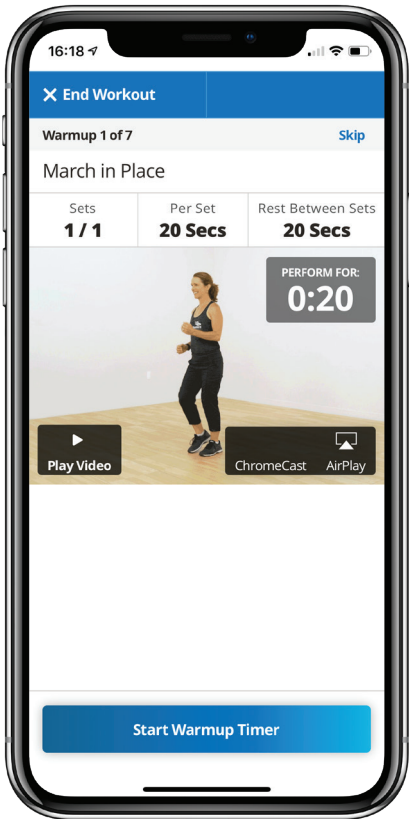 16:18
End Workout
Warmup 1 of 7
Skip
March in Place
Sets
Per Set
Rest Between Sets
1 / 1
20 Secs
20 Secs
PERFORM FOR:
0:20
Play Video
ChromeCast
AirPlay
Start Warmup Timer